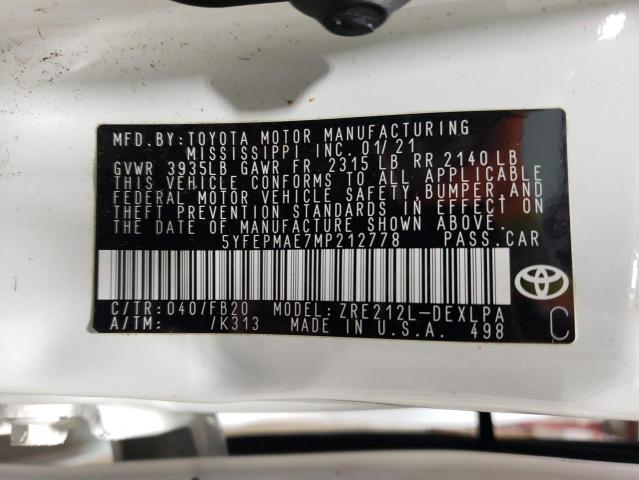 MFD. BY: TOYOTA MOTOR MANUFACTURING
MISSISSIPPI INC. 01/21
GVWR 3935LB GAWR FR 2315 LB RR 2140 LB
THIS VEHICLE CONFORMS TO ALL APPLICABLE
FEDERAL MOTOR VEHICLE SAFETY, BUMPER, AND
THEFT PREVENTION STANDARDS IN EFFECT ON
THE DATE OF MANUFACTURE SHOWN ABOVE.
5YFEPMAE7MP212778 PASS. CAR
C/TR: 040/FB20 MODEL: ZRE212L-DEXLPA
A/TM: /K313 MADE IN U.S.A. 498
C